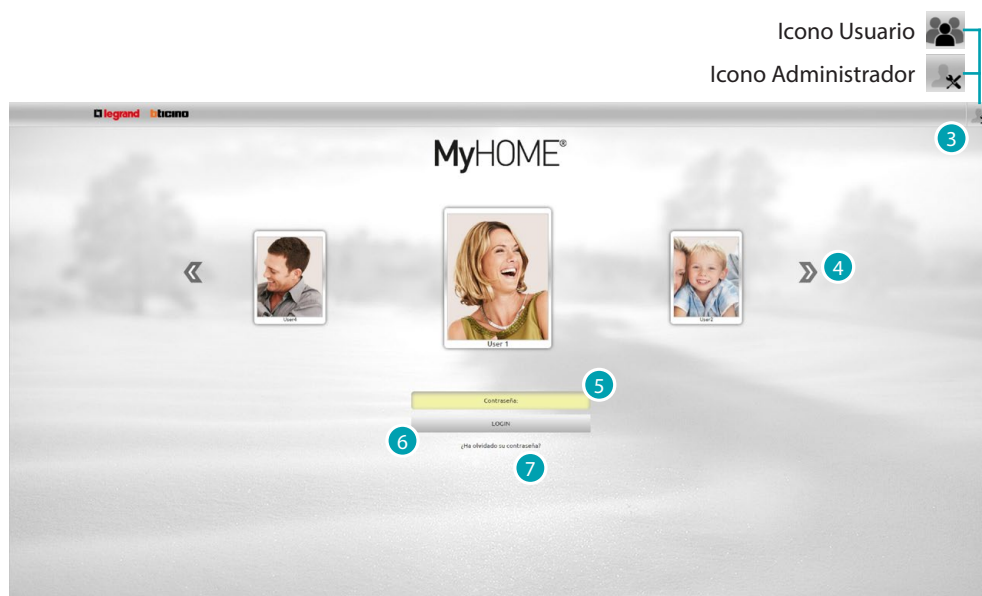 Icono Usuario
Icono Administrador
legrand bticino
3
MyHOME®
4
User4
User 1
User2
5
Contraseña:
LOGIN
6
¿Ha olvidado su contraseña?
7